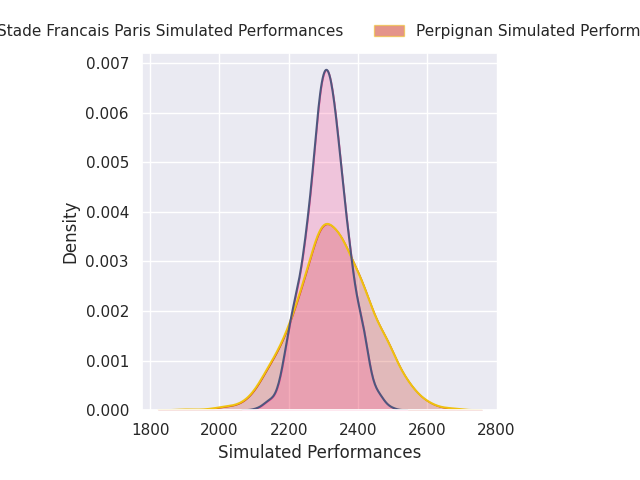 Stade Francais Paris Simulated Performances Perpignan Simulated Perform
0.007
0.006
0.005
0.004
0.003
0.002
0.001
0.000
Density
1800 2000 2200 2400 2600 2800
Simulated Performances